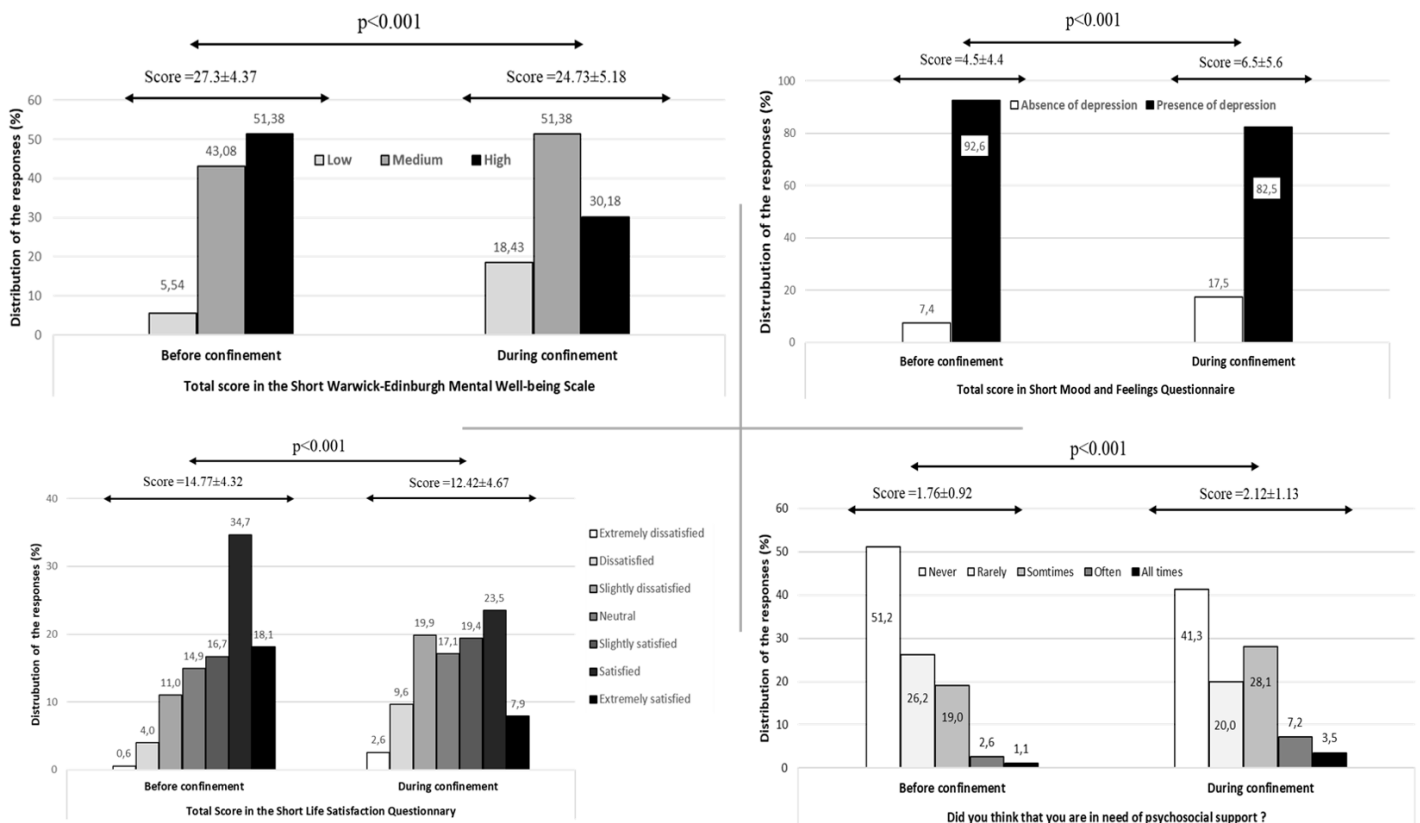 p<0.001
Score =27.3±4.37
Score =24.73±5.18
Distribution of the responses (%)
60
50
40
30
20
10
0
Low
Medium
High
5,54
43,08
51,38
18,43
51,38
30,18
Before confinement
During confinement
Total score in the Short Warwick-Edinburgh Mental Well-being Scale
p<0.001
Score =4.5±4.4
Score =6.5±5.6
Distrubution of the responses (%)
100
80
60
40
20
0
Absence of depression
Presence of depression
7,4
92,6
17,5
82,5
Before confinement
During confinement
Total score in Short Mood and Feelings Questionnaire
p<0.001
Score =14.77±4.32
Score =12.42±4.67
Distrubution of the responses (%)
40
30
20
10
0
0,6
4,0
11,0
14,9
16,7
34,7
18,1
2,6
9,6
19,9
17,1
19,4
23,5
7,9
Extremely dissatisfied
Dissatisfied
Slightly dissatisfied
Neutral
Slightly satisfied
Satisfied
Extremely satisfied
Before confinement
During confinement
Total Score in the Short Life Satisfaction Questionnary
p<0.001
Score =1.76±0.92
Score =2.12±1.13
Distribution of the responses (%)
60
50
40
30
20
10
0
Never
Rarely
Somtimes
Often
All times
51,2
26,2
19,0
2,6
1,1
41,3
20,0
28,1
7,2
3,5
Before confinement
During confinement
Did you think that you are in need of psychosocial support ?